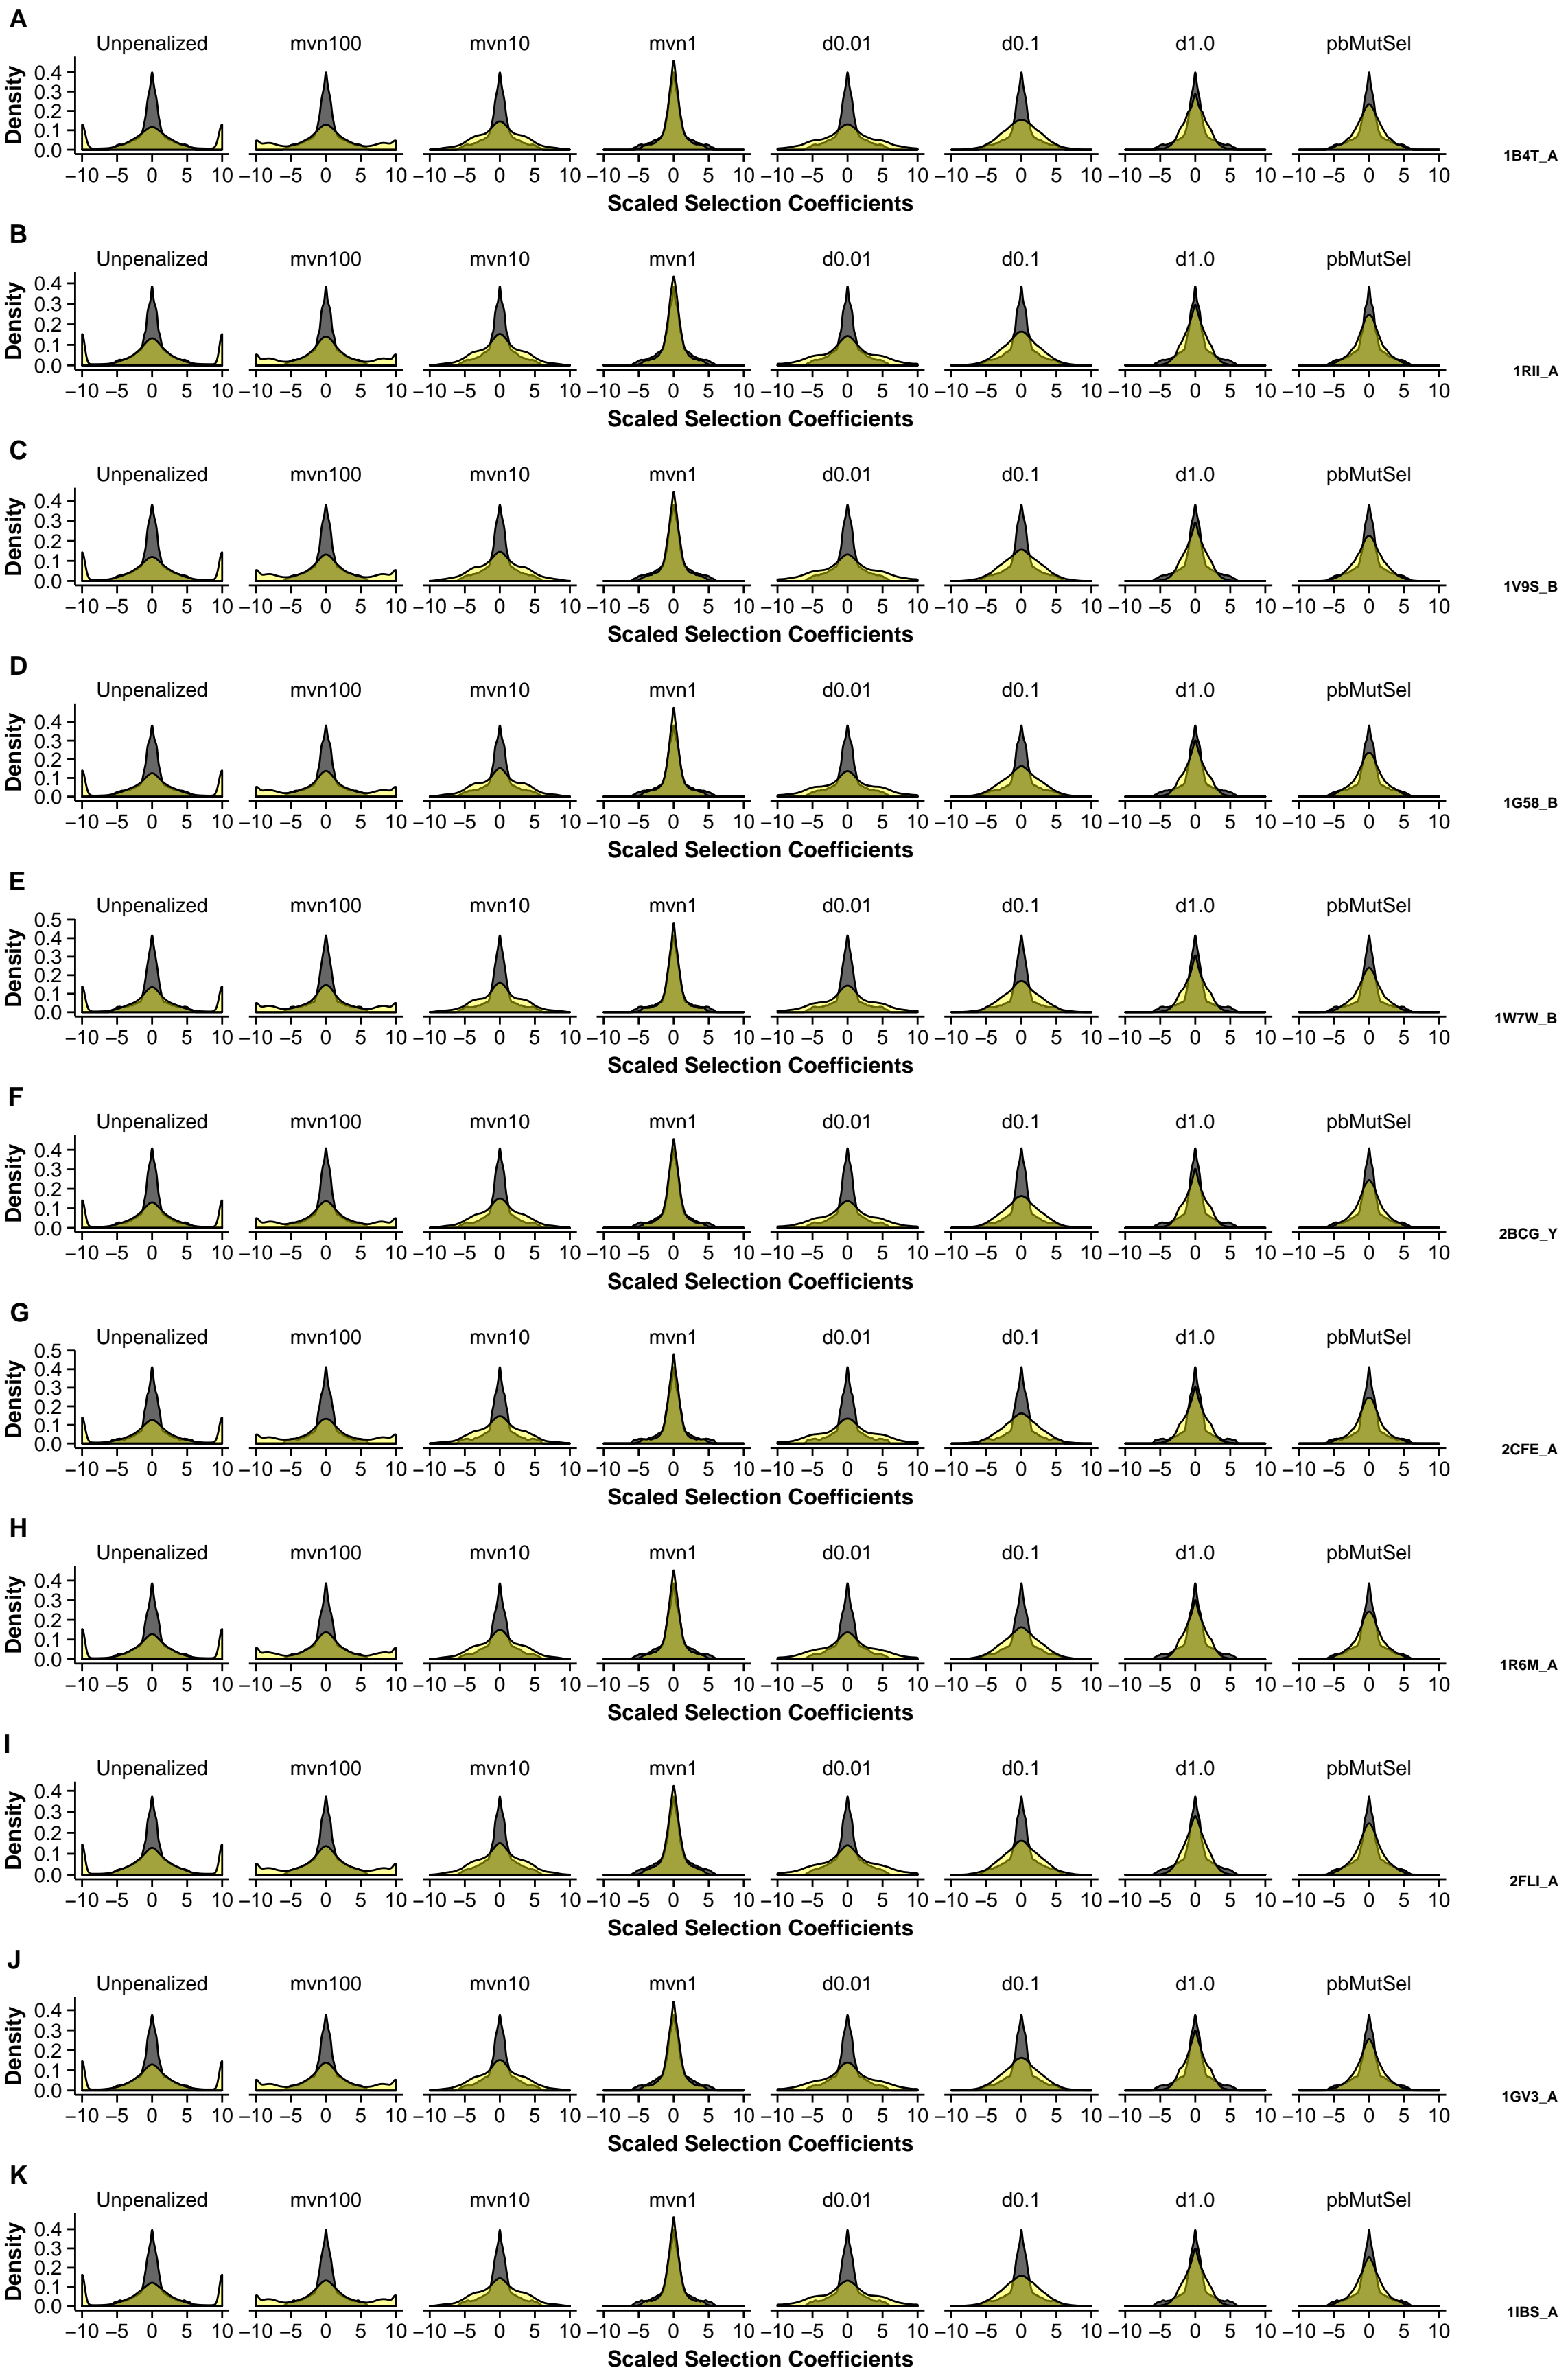 A
Unpenalized mvn100 mvn10 mvn1 d0.01 d0.1 d1.0 pbMutSel
Density
0.4
0.3
0.2
0.1
0.0
−10 −5 0 5 10 −10 −5 0 5 10 −10 −5 0 5 10 −10 −5 0 5 10 −10 −5 0 5 10 −10 −5 0 5 10 −10 −5 0 5 10 −10 −5 0 5 10
Scaled Selection Coefficients
1B4T_A
B
Unpenalized mvn100 mvn10 mvn1 d0.01 d0.1 d1.0 pbMutSel
Density
0.4
0.3
0.2
0.1
0.0
−10 −5 0 5 10 −10 −5 0 5 10 −10 −5 0 5 10 −10 −5 0 5 10 −10 −5 0 5 10 −10 −5 0 5 10 −10 −5 0 5 10 −10 −5 0 5 10
Scaled Selection Coefficients
1RII_A
C
Unpenalized mvn100 mvn10 mvn1 d0.01 d0.1 d1.0 pbMutSel
Density
0.4
0.3
0.2
0.1
0.0
−10 −5 0 5 10 −10 −5 0 5 10 −10 −5 0 5 10 −10 −5 0 5 10 −10 −5 0 5 10 −10 −5 0 5 10 −10 −5 0 5 10 −10 −5 0 5 10
Scaled Selection Coefficients
1V9S_B
D
Unpenalized mvn100 mvn10 mvn1 d0.01 d0.1 d1.0 pbMutSel
Density
0.4
0.3
0.2
0.1
0.0
−10 −5 0 5 10 −10 −5 0 5 10 −10 −5 0 5 10 −10 −5 0 5 10 −10 −5 0 5 10 −10 −5 0 5 10 −10 −5 0 5 10 −10 −5 0 5 10
Scaled Selection Coefficients
1G58_B
E
Unpenalized mvn100 mvn10 mvn1 d0.01 d0.1 d1.0 pbMutSel
Density
0.5
0.4
0.3
0.2
0.1
0.0
−10 −5 0 5 10 −10 −5 0 5 10 −10 −5 0 5 10 −10 −5 0 5 10 −10 −5 0 5 10 −10 −5 0 5 10 −10 −5 0 5 10 −10 −5 0 5 10
Scaled Selection Coefficients
1W7W_B
F
Unpenalized mvn100 mvn10 mvn1 d0.01 d0.1 d1.0 pbMutSel
Density
0.4
0.3
0.2
0.1
0.0
−10 −5 0 5 10 −10 −5 0 5 10 −10 −5 0 5 10 −10 −5 0 5 10 −10 −5 0 5 10 −10 −5 0 5 10 −10 −5 0 5 10 −10 −5 0 5 10
Scaled Selection Coefficients
2BCG_Y
G
Unpenalized mvn100 mvn10 mvn1 d0.01 d0.1 d1.0 pbMutSel
Density
0.5
0.4
0.3
0.2
0.1
0.0
−10 −5 0 5 10 −10 −5 0 5 10 −10 −5 0 5 10 −10 −5 0 5 10 −10 −5 0 5 10 −10 −5 0 5 10 −10 −5 0 5 10 −10 −5 0 5 10
Scaled Selection Coefficients
2CFE_A
H
Unpenalized mvn100 mvn10 mvn1 d0.01 d0.1 d1.0 pbMutSel
Density
0.4
0.3
0.2
0.1
0.0
−10 −5 0 5 10 −10 −5 0 5 10 −10 −5 0 5 10 −10 −5 0 5 10 −10 −5 0 5 10 −10 −5 0 5 10 −10 −5 0 5 10 −10 −5 0 5 10
Scaled Selection Coefficients
1R6M_A
I
Unpenalized mvn100 mvn10 mvn1 d0.01 d0.1 d1.0 pbMutSel
Density
0.4
0.3
0.2
0.1
0.0
−10 −5 0 5 10 −10 −5 0 5 10 −10 −5 0 5 10 −10 −5 0 5 10 −10 −5 0 5 10 −10 −5 0 5 10 −10 −5 0 5 10 −10 −5 0 5 10
Scaled Selection Coefficients
2FLI_A
J
Unpenalized mvn100 mvn10 mvn1 d0.01 d0.1 d1.0 pbMutSel
Density
0.4
0.3
0.2
0.1
0.0
−10 −5 0 5 10 −10 −5 0 5 10 −10 −5 0 5 10 −10 −5 0 5 10 −10 −5 0 5 10 −10 −5 0 5 10 −10 −5 0 5 10 −10 −5 0 5 10
Scaled Selection Coefficients
1GV3_A
K
Unpenalized mvn100 mvn10 mvn1 d0.01 d0.1 d1.0 pbMutSel
Density
0.4
0.3
0.2
0.1
0.0
−10 −5 0 5 10 −10 −5 0 5 10 −10 −5 0 5 10 −10 −5 0 5 10 −10 −5 0 5 10 −10 −5 0 5 10 −10 −5 0 5 10 −10 −5 0 5 10
Scaled Selection Coefficients
1IBS_A